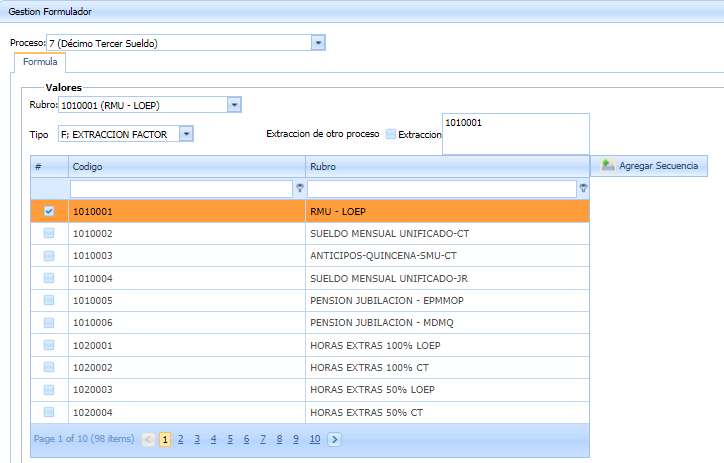 Gestion Formulador
Proceso: 7 (Décimo Tercer Sueldo)
Formula
Valores
Rubro: 1010001 (RMU - LOEP)
Tipo F; EXTRACCION FACTOR Extraccion de otro proceso Extraccion 1010001
# Codigo Rubro Agregar Secuencia
1010001 RMU - LOEP
1010002 SUELDO MENSUAL UNIFICADO-CT
1010003 ANTICIPOS-QUINCENA-SMU-CT
1010004 SUELDO MENSUAL UNIFICADO-JR
1010005 PENSION JUBILACION - EPMMOP
1010006 PENSION JUBILACION - MDMQ
1020001 HORAS EXTRAS 100% LOEP
1020002 HORAS EXTRAS 100% CT
1020003 HORAS EXTRAS 50% LOEP
1020004 HORAS EXTRAS 50% CT
Page 1 of 10 (98 items) < 1 2 3 4 5 6 7 8 9 10 >